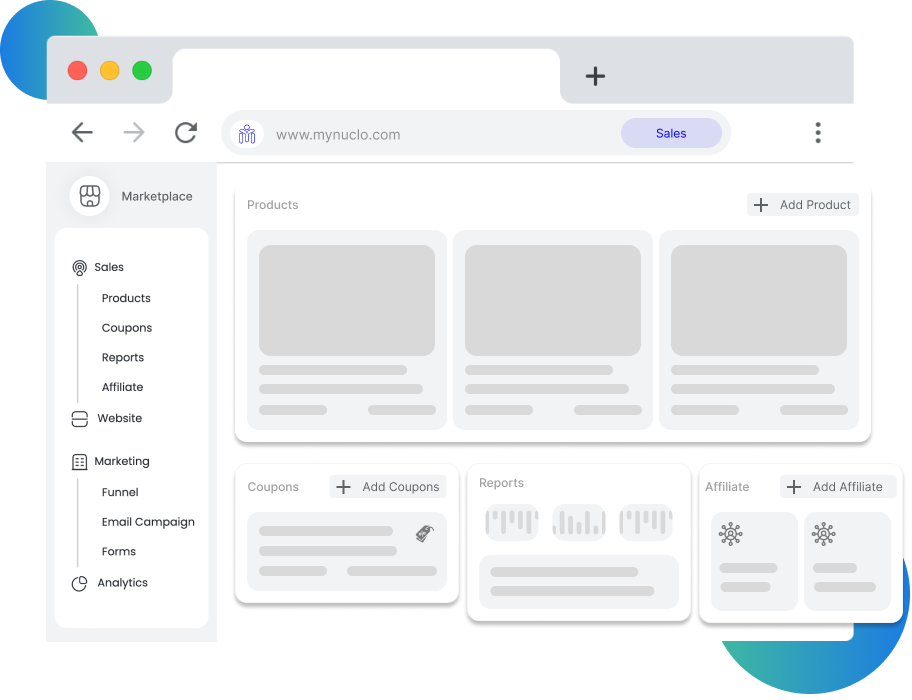 www.mynuclo.com
Sales
Marketplace
Sales
Products
Coupons
Reports
Affiliate
Website
Marketing
Funnel
Email Campaign
Forms
Analytics
Products
Add Product
Coupons
Add Coupons
Reports
Affiliate
Add Affiliate